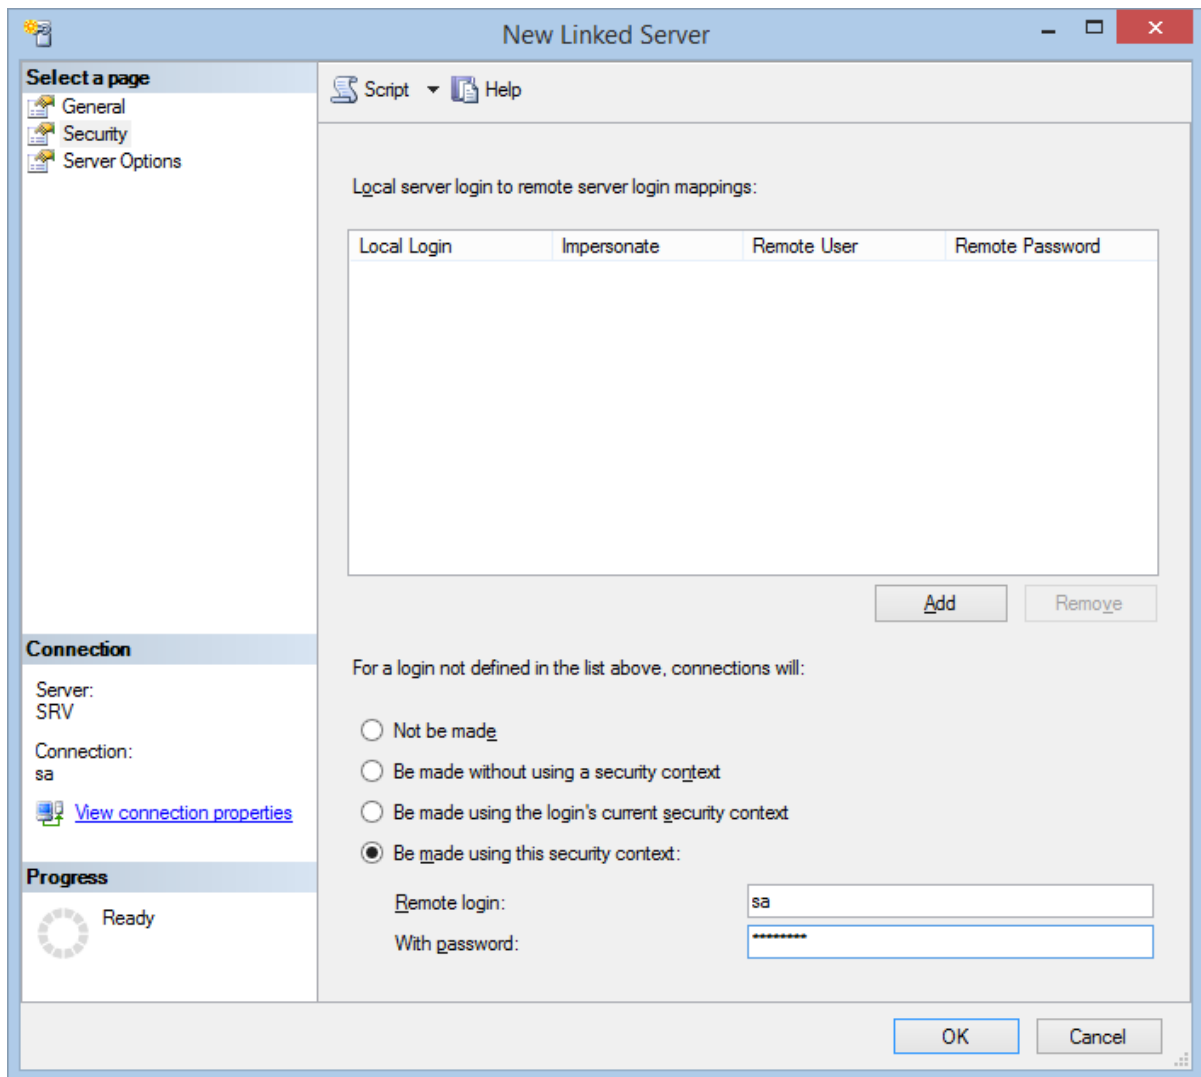 New Linked Server
Select a page
General
Security
Server Options
Script Help
Local server login to remote server login mappings:
Local Login Impersonate Remote User Remote Password
Add Remove
For a login not defined in the list above, connections will:
Not be made
Be made without using a security context
Be made using the login's current security context
Be made using this security context:
Remote login: sa
With password: ********
Connection
Server:
SRV
Connection:
sa
View connection properties
Progress
Ready
OK Cancel